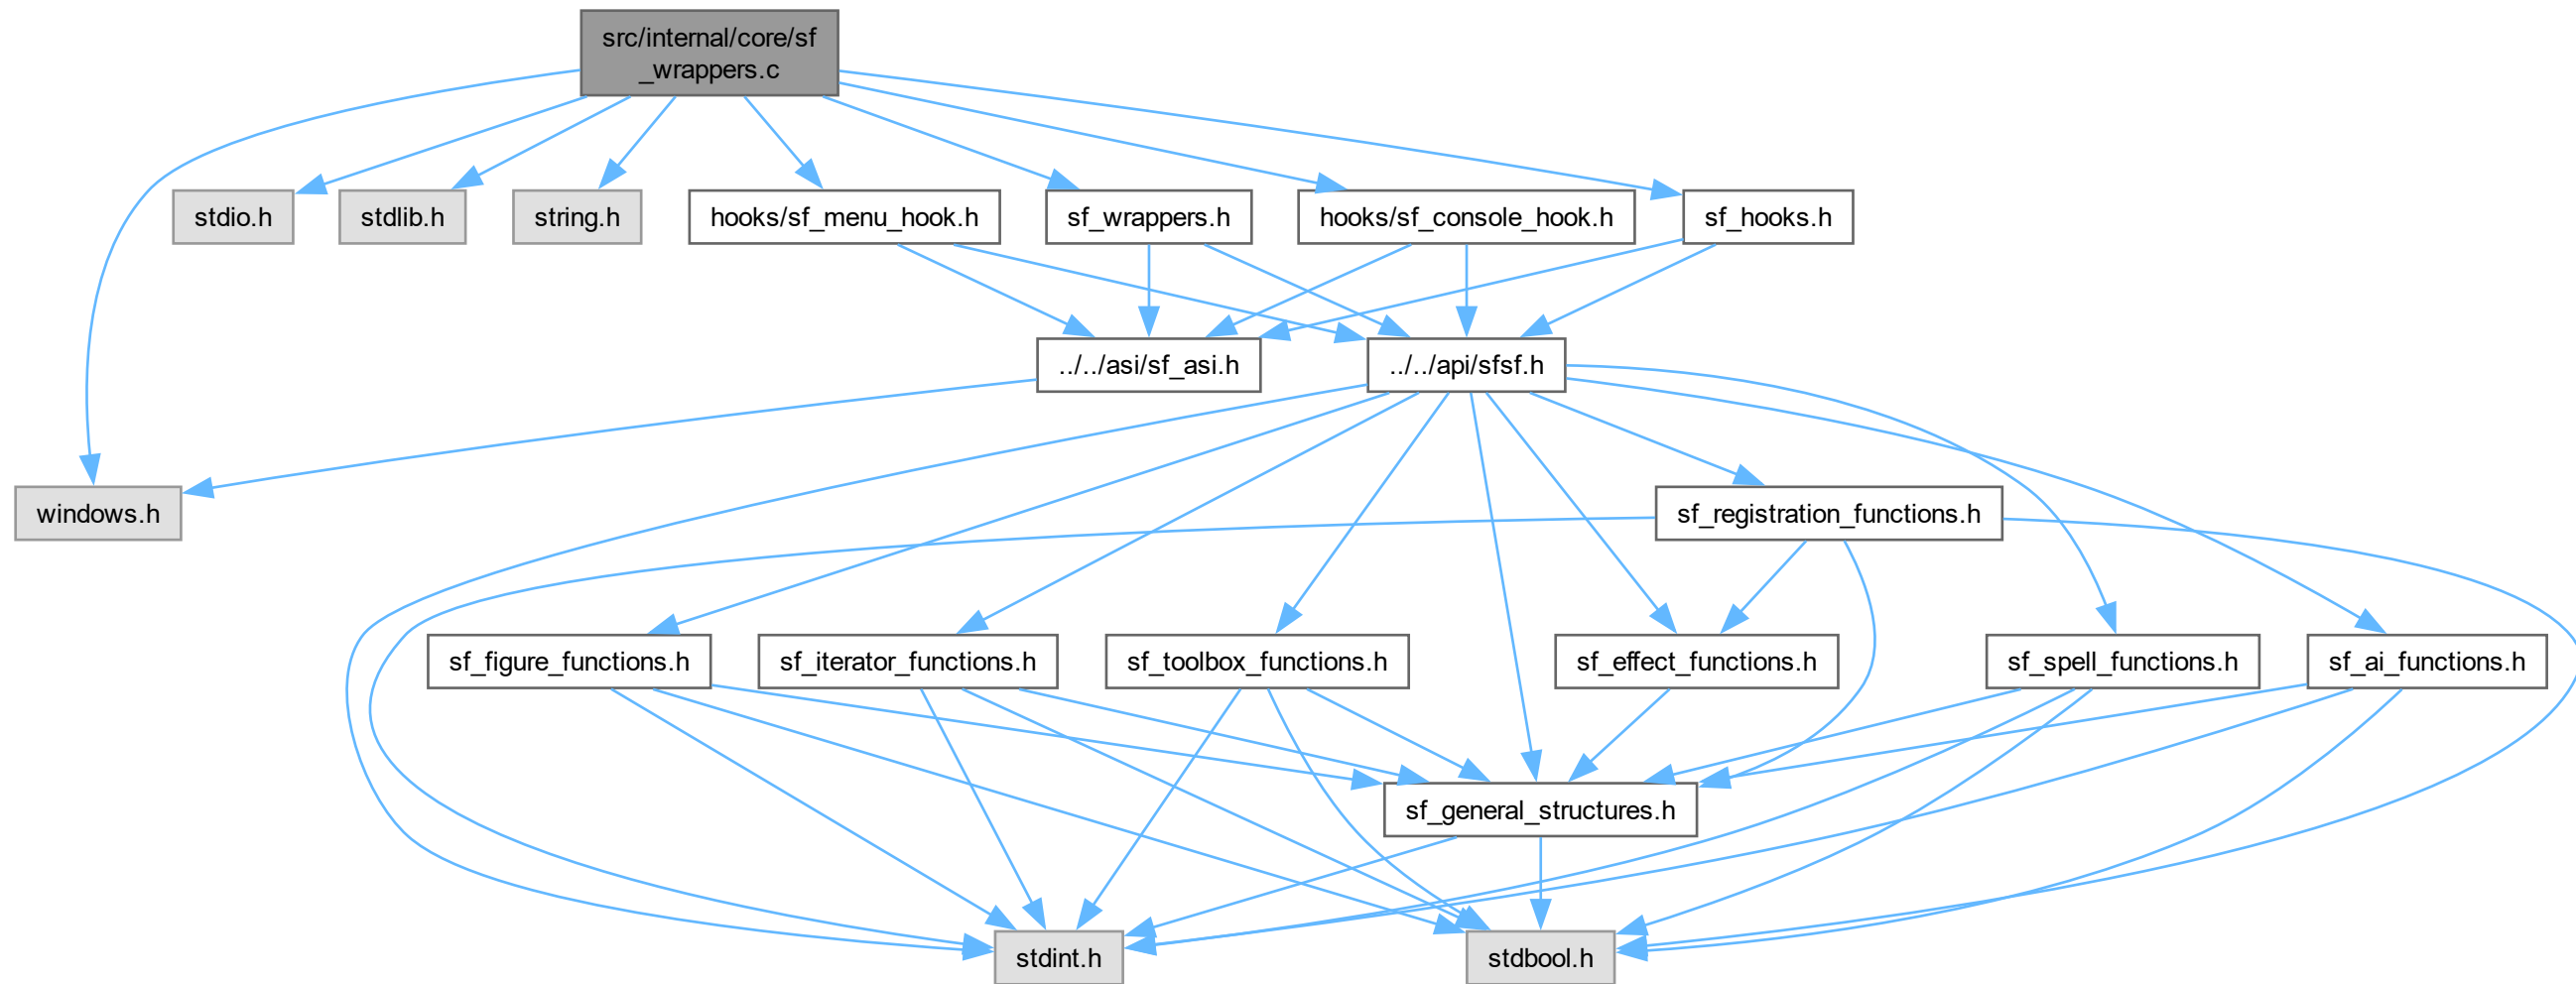 src/internal/core/sf
_wrappers.c
stdio.h
stdlib.h
string.h
hooks/sf_menu_hook.h
sf_wrappers.h
hooks/sf_console_hook.h
sf_hooks.h
../../asi/sf_asi.h
../../api/sfsf.h
windows.h
sf_registration_functions.h
sf_figure_functions.h
sf_iterator_functions.h
sf_toolbox_functions.h
sf_effect_functions.h
sf_spell_functions.h
sf_ai_functions.h
sf_general_structures.h
stdint.h
stdbool.h